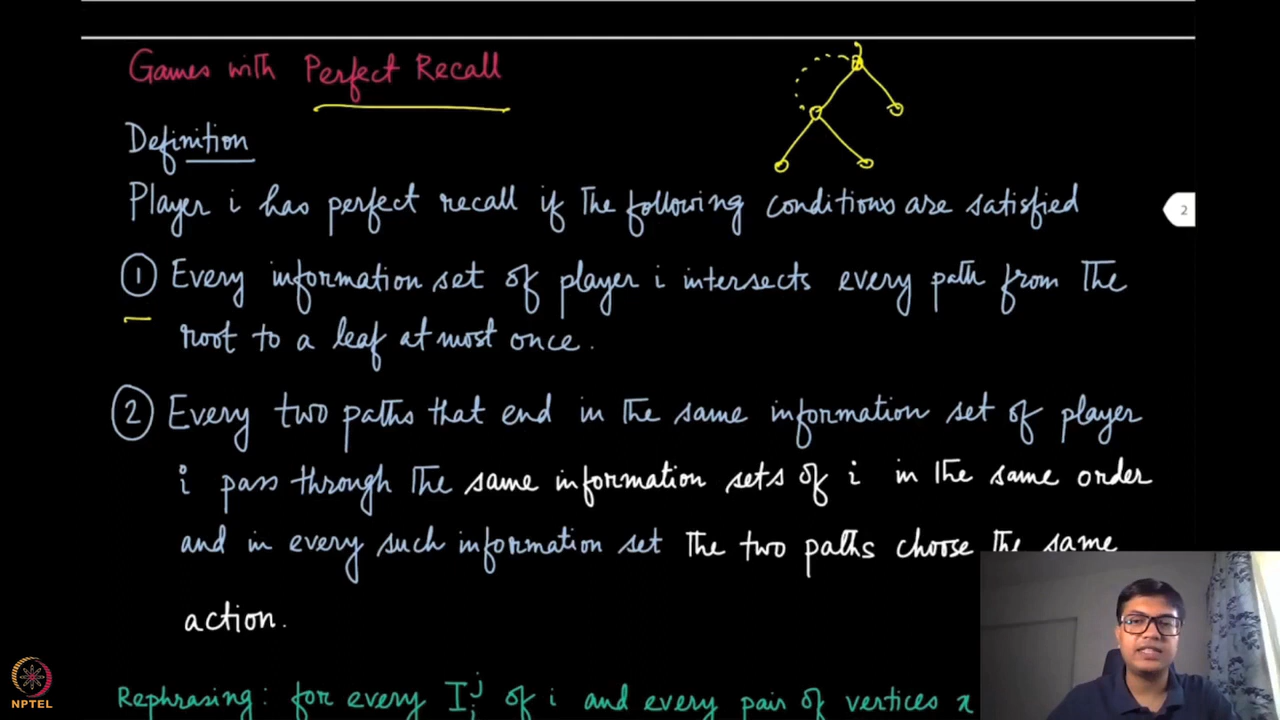 Games with Perfect Recall
Definition
Player i has perfect recall if the following conditions are satisfied
2
① Every information set of player i intersects every path from the
root to a leaf at most once.
② Every two paths that end in the same information set of player
i pass through the same information sets of i in the same order
and in every such information set the two paths choose the same
action.
Rephrasing: for every I_i^j of i and every pair of vertices x
NPTEL